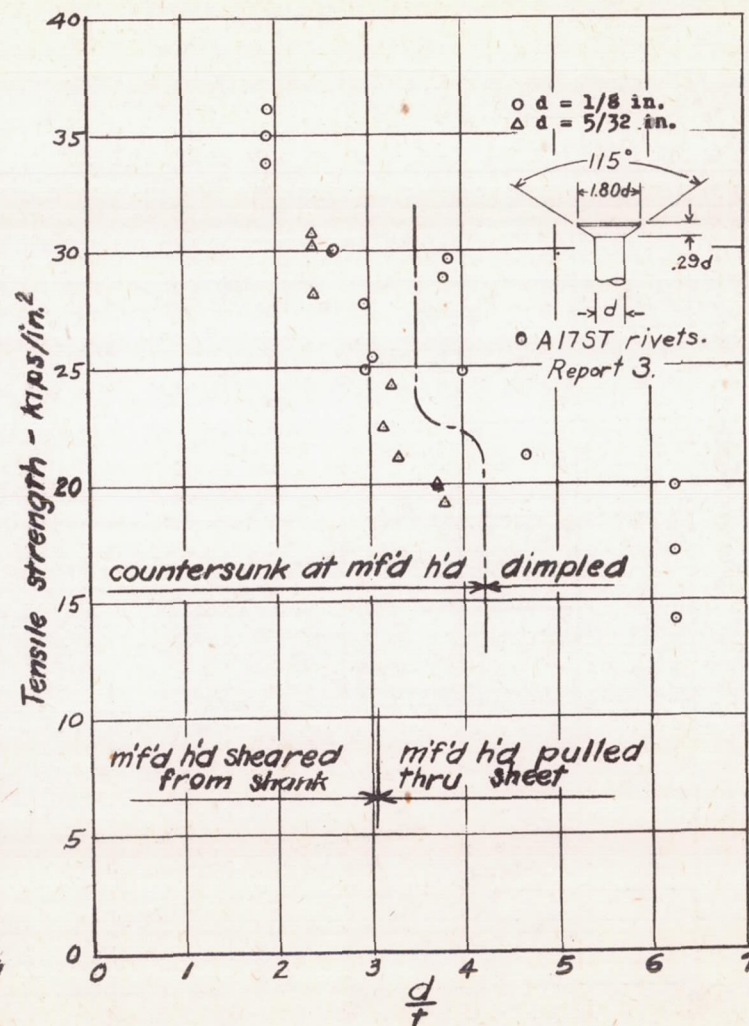 40
35
30
25
20
15
10
5
0
Tensile strength - kips/in.²
o d = 1/8 in.
△ d = 5/32 in.
115°
1.80d
.29d
d
o A17ST rivets.
Report 3.
countersunk at m'f'd h'd
dimpled
m'f'd h'd sheared
from shank
m'f'd h'd pulled
thru sheet
0 1 2 3 4 5 6 7
d
t